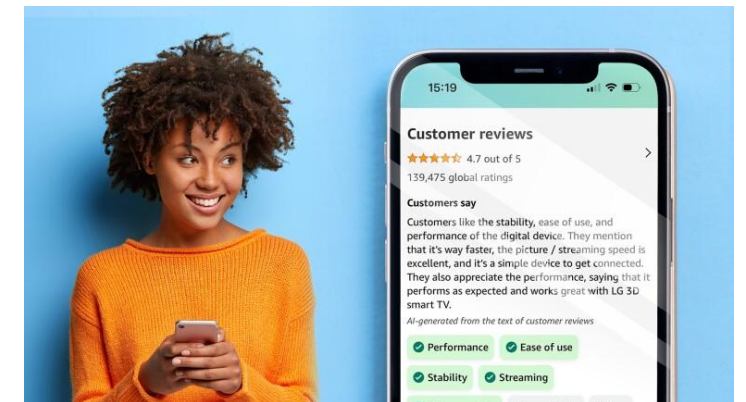 15:19
Customer reviews
4.7 out of 5
139,475 global ratings
Customers say
Customers like the stability, ease of use, and
performance of the digital device. They mention
that it's way faster, the picture / streaming speed is
excellent, and it's a simple device to get connected.
They also appreciate the performance, saying that it
performs as expected and works great with LG 3D
smart TV.
AI-generated from the text of customer reviews
Performance Ease of use
Stability Streaming